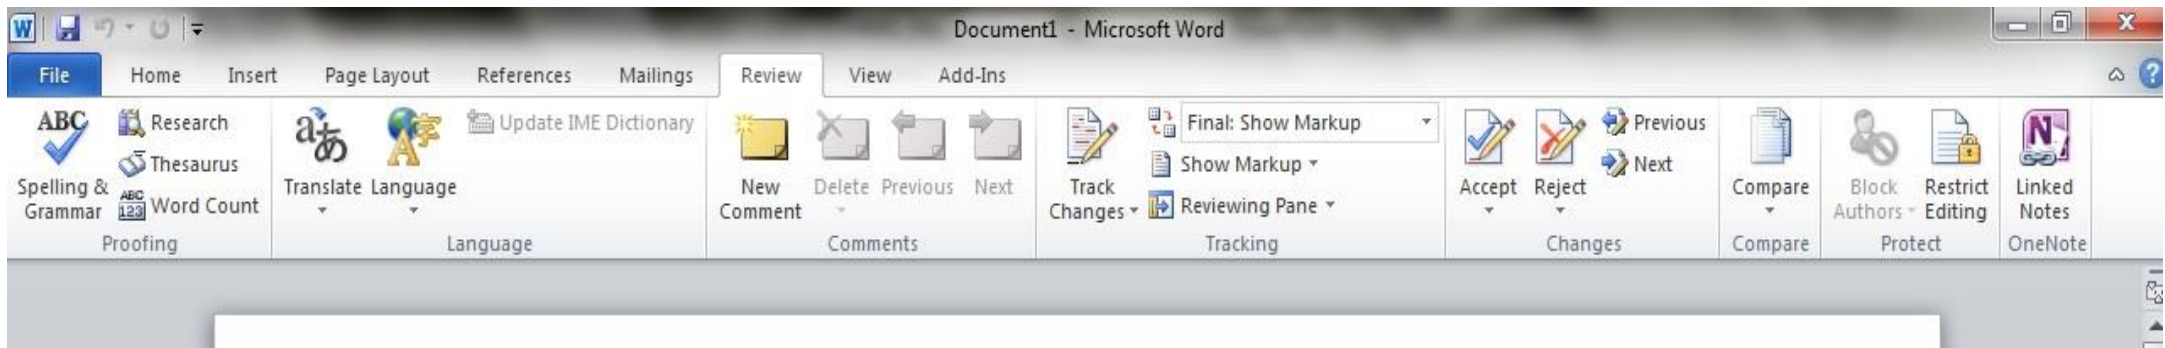 Document1 - Microsoft Word
File Home Insert Page Layout References Mailings Review View Add-Ins
ABC Spelling & Grammar
Research
Thesaurus
ABC 123 Word Count
Proofing
Translate
Language
Update IME Dictionary
Language
New Comment
Delete
Previous
Next
Comments
Track Changes
Final: Show Markup
Show Markup
Reviewing Pane
Tracking
Accept
Reject
Previous
Next
Changes
Compare
Compare
Block Authors
Restrict Editing
Protect
Linked Notes
OneNote